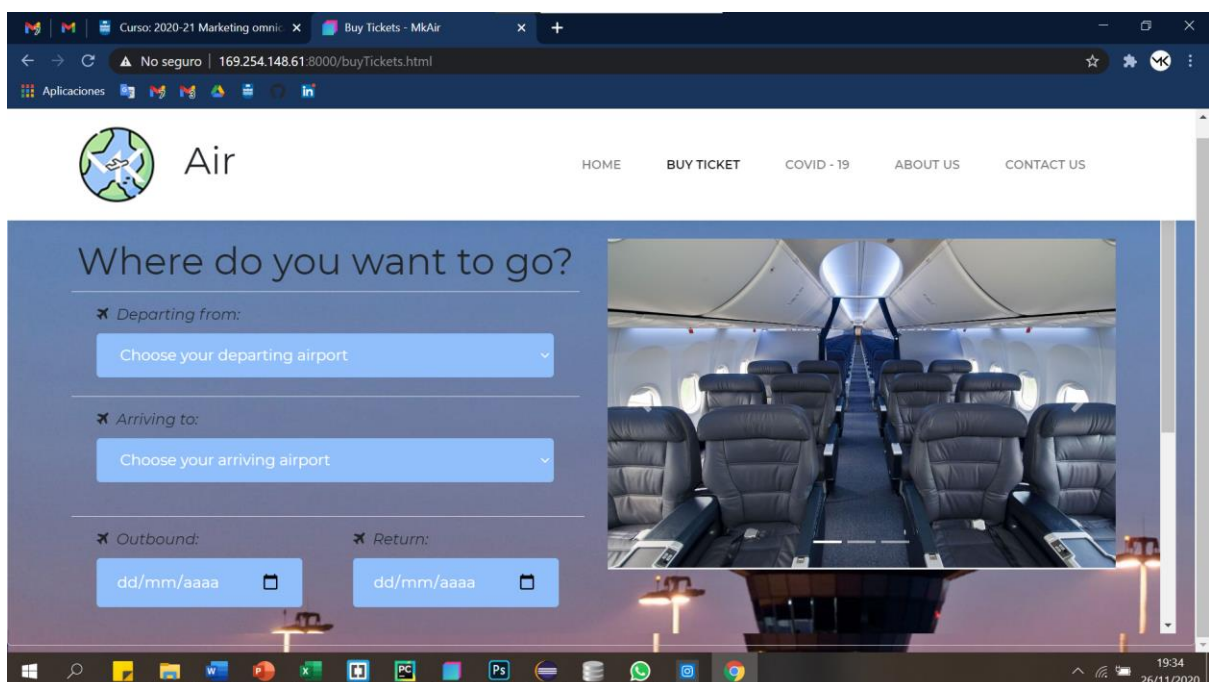 Curso: 2020-21 Marketing omnic
Buy Tickets - MkAir
No seguro | 169.254.148.61:8000/buyTickets.html
Aplicaciones
Air
HOME BUY TICKET COVID - 19 ABOUT US CONTACT US
Where do you want to go?
Departing from:
Choose your departing airport
Arriving to:
Choose your arriving airport
Outbound: Return:
dd/mm/aaaa dd/mm/aaaa
19:34
26/11/2020